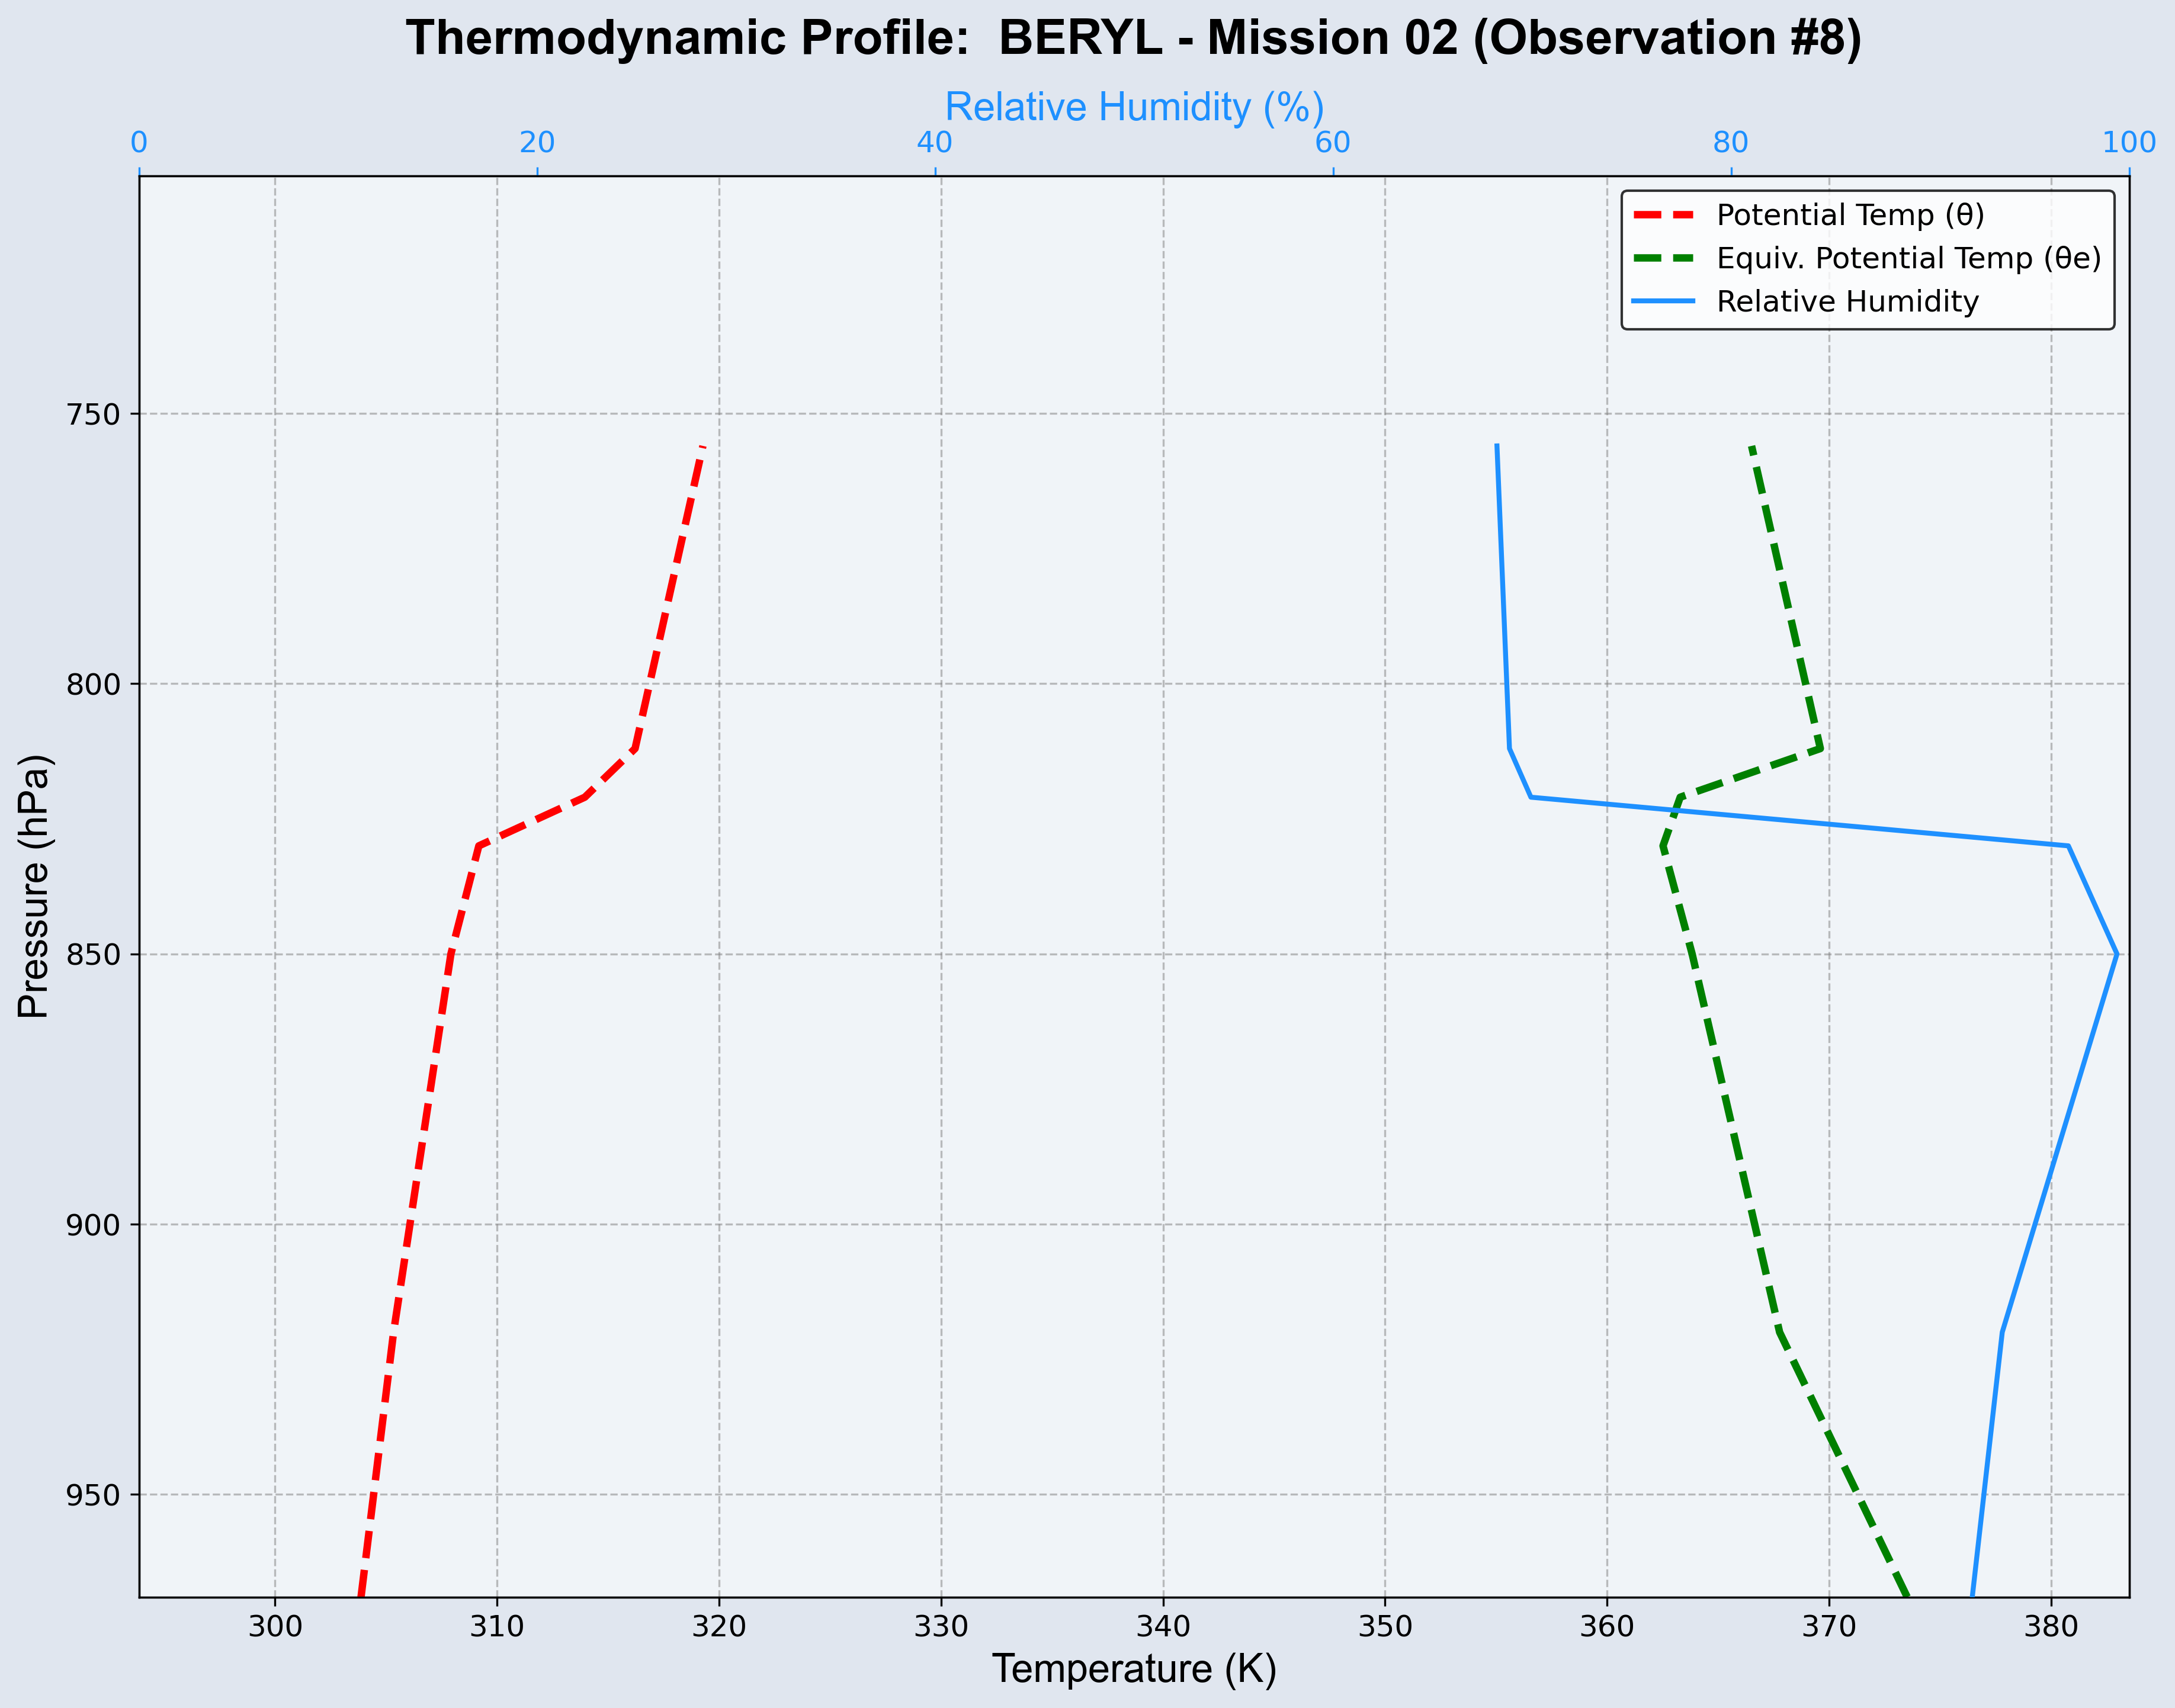 Thermodynamic Profile:  BERYL - Mission 02 (Observation #8)
Relative Humidity (%)
0 20 40 60 80 100
Potential Temp (θ)
Equiv. Potential Temp (θe)
Relative Humidity
750
800
850
900
950
Pressure (hPa)
300 310 320 330 340 350 360 370 380
Temperature (K)